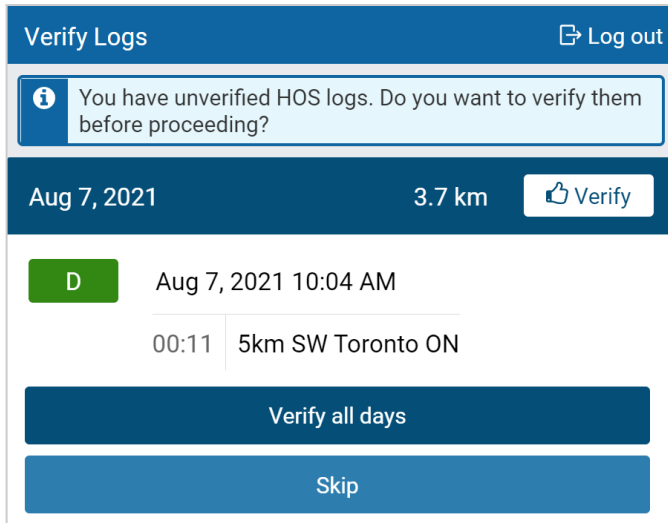 Verify Logs Log out
You have unverified HOS logs. Do you want to verify them
before proceeding?
Aug 7, 2021 3.7 km Verify
D Aug 7, 2021 10:04 AM
00:11 5km SW Toronto ON
Verify all days
Skip